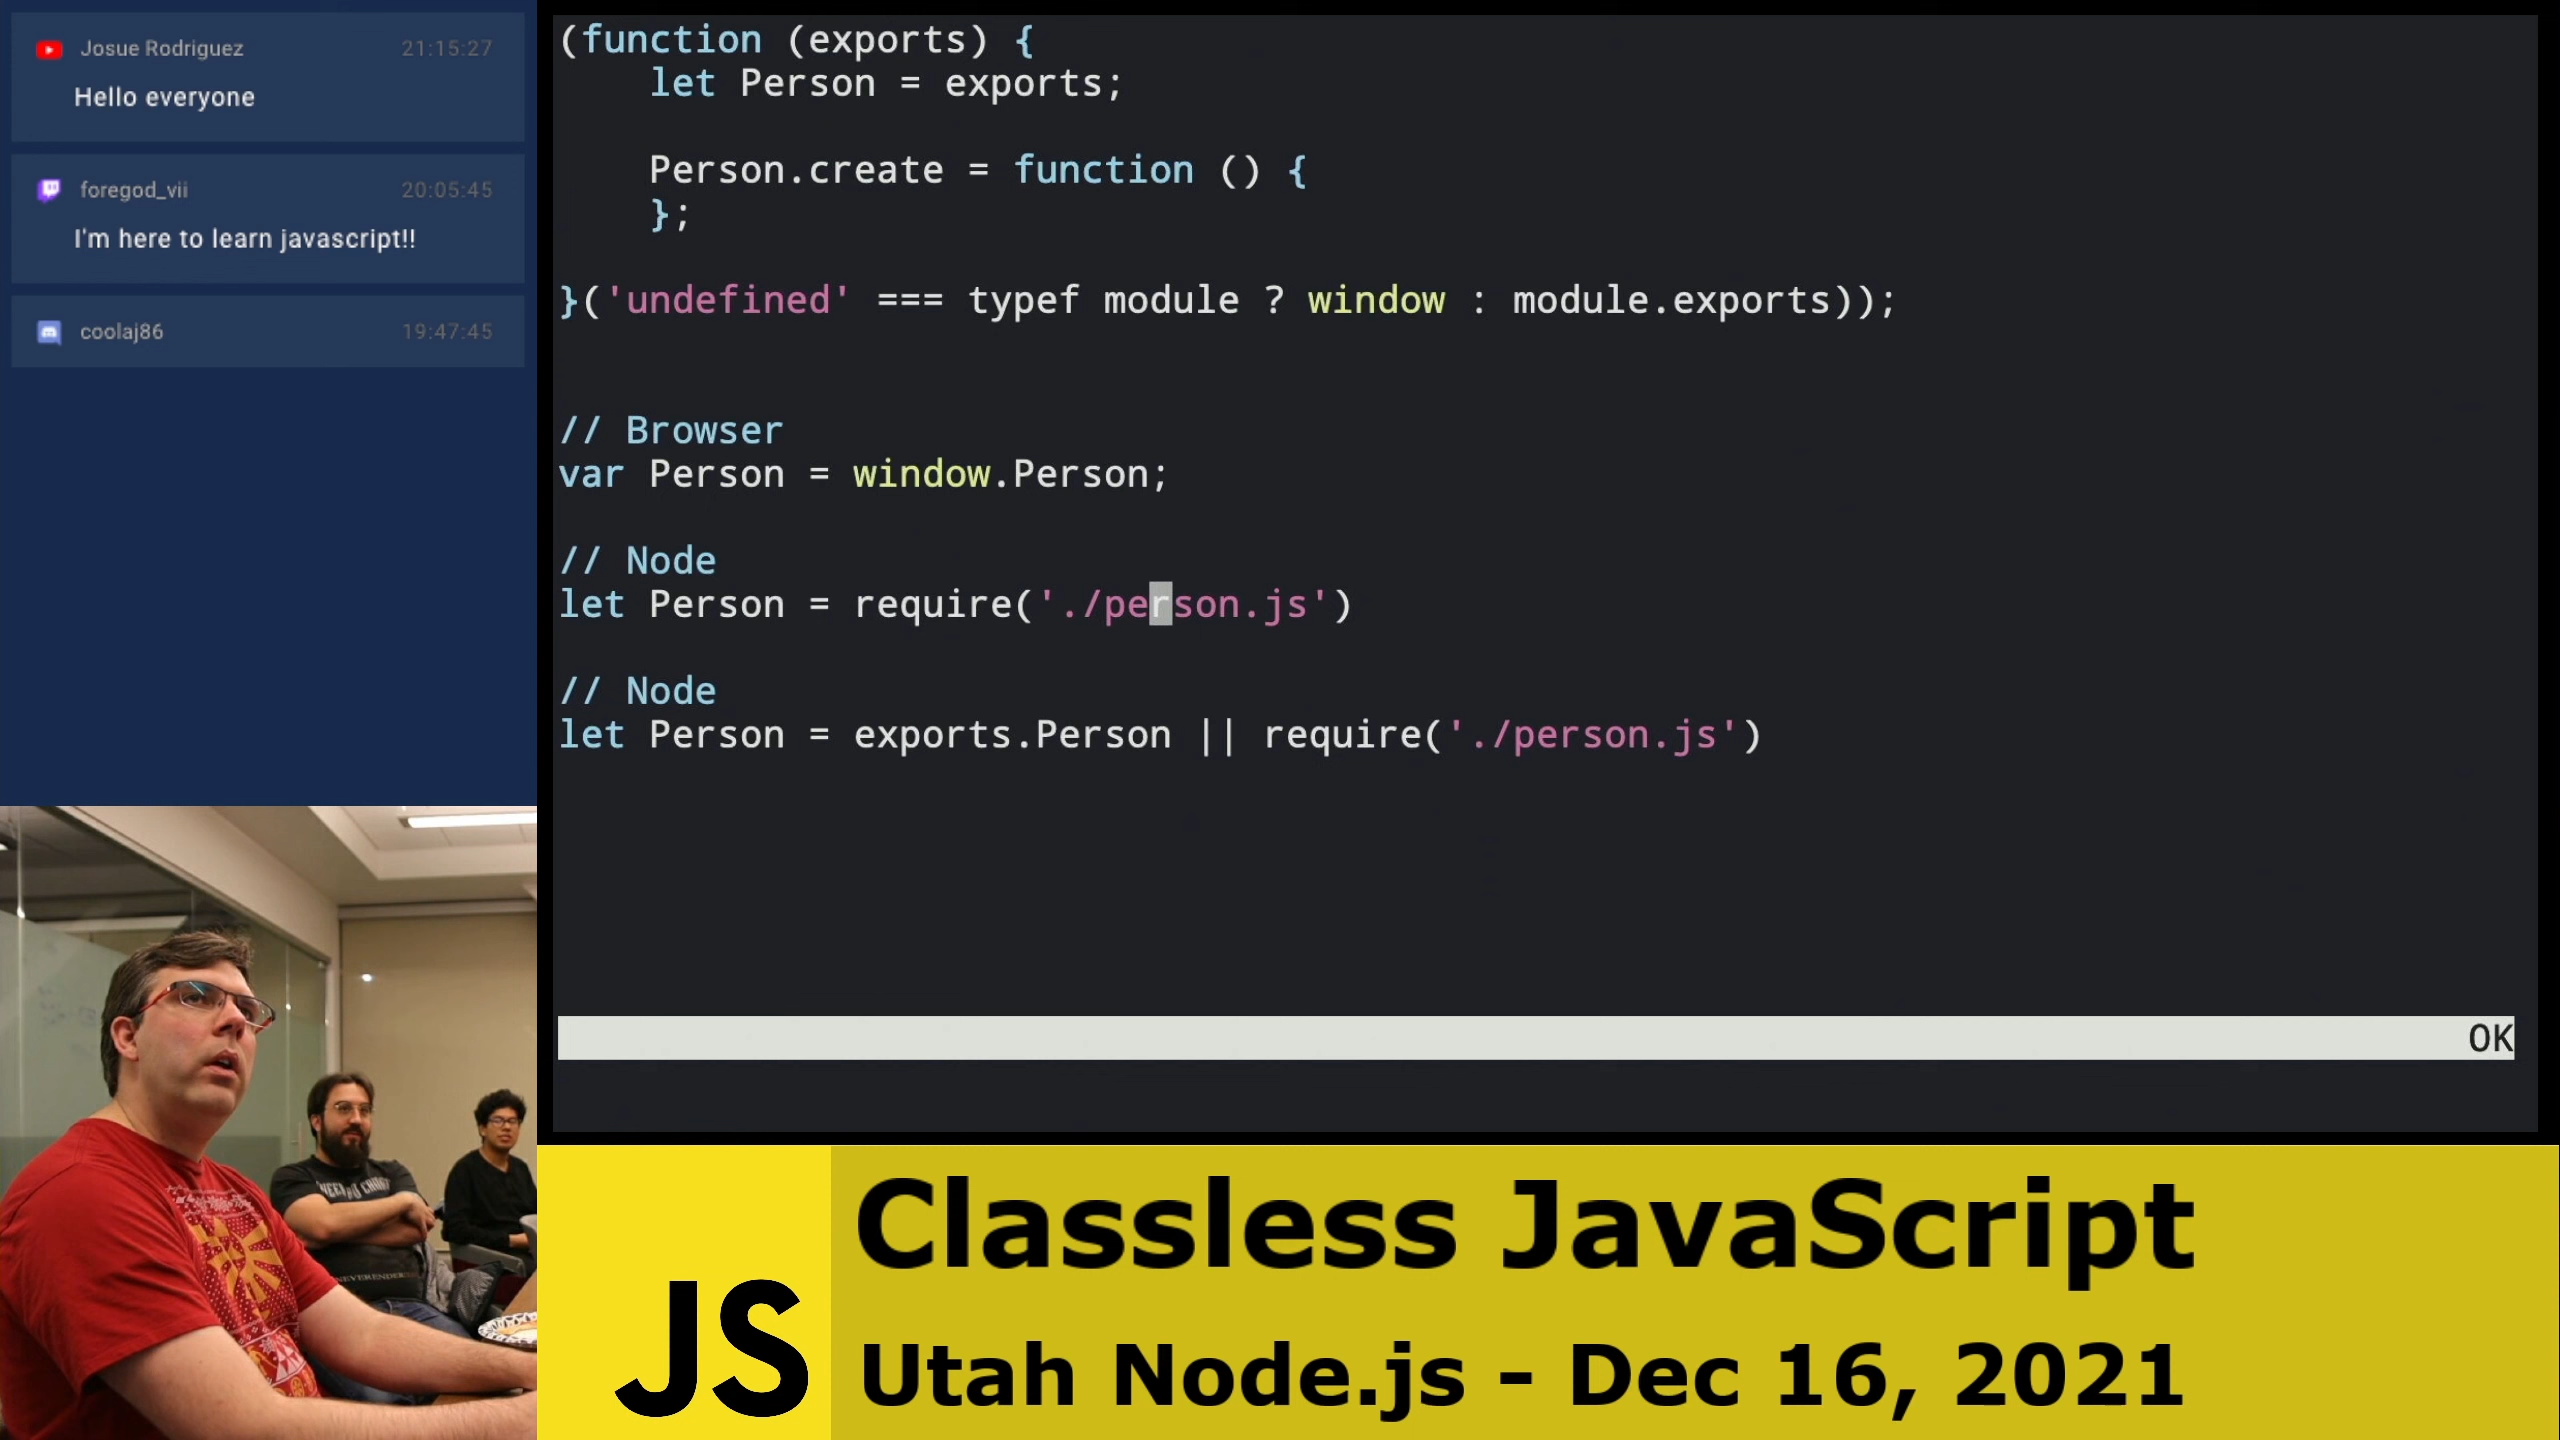 Josue Rodriguez 21:15:27
Hello everyone
foregod_vii 20:05:45
I'm here to learn javascript!!
coolaj86 19:47:45
(function (exports) {
let Person = exports;
Person.create = function () {
};
}('undefined' === typef module ? window : module.exports));
// Browser
var Person = window.Person;
// Node
let Person = require('./person.js')
// Node
let Person = exports.Person || require('./person.js')
OK
JS
Classless JavaScript
Utah Node.js - Dec 16, 2021